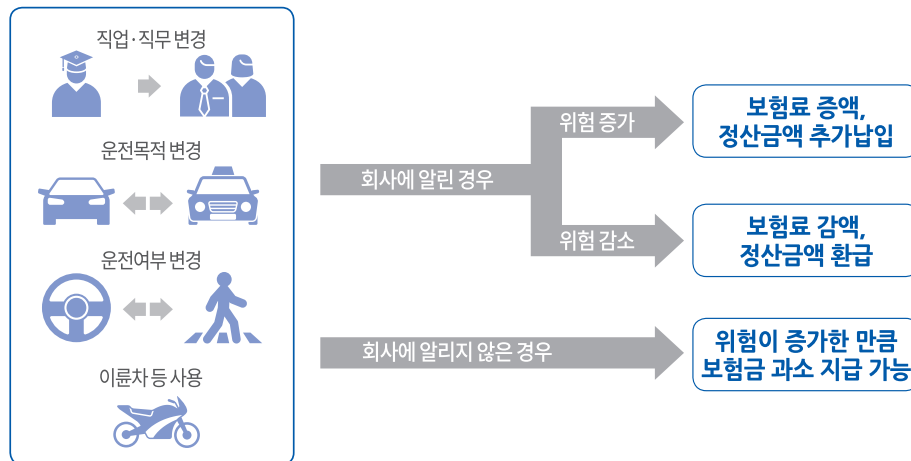 직업·직무 변경
운전목적 변경
운전여부 변경
이륜차 등 사용
회사에 알린 경우
위험 증가
위험 감소
보험료 증액,
정산금액 추가납입
보험료 감액,
정산금액 환급
회사에 알리지 않은 경우
위험이 증가한 만큼
보험금 과소 지급 가능